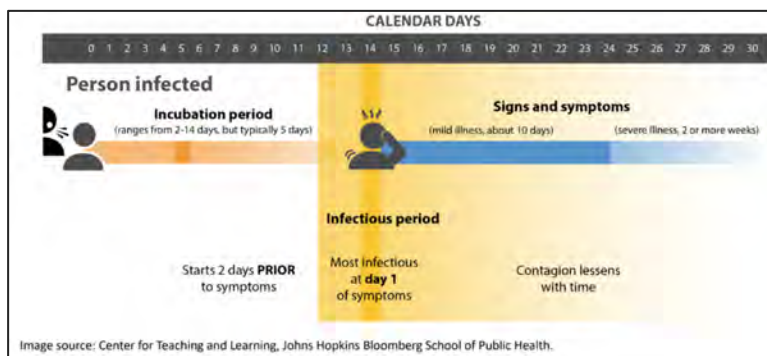 CALENDAR DAYS
0 1 2 3 4 5 6 7 8 9 10 11 12 13 14 15 16 17 18 19 20 21 22 23 24 25 26 27 28 29 30
Person infected
Incubation period
(ranges from 2-14 days, but typically 5 days)
Signs and symptoms
(mild illness, about 10 days)
(severe illness, 2 or more weeks)
Infectious period
Starts 2 days PRIOR
to symptoms
Most infectious
at day 1
of symptoms
Contagion lessens
with time
Image source: Center for Teaching and Learning, Johns Hopkins Bloomberg School of Public Health.